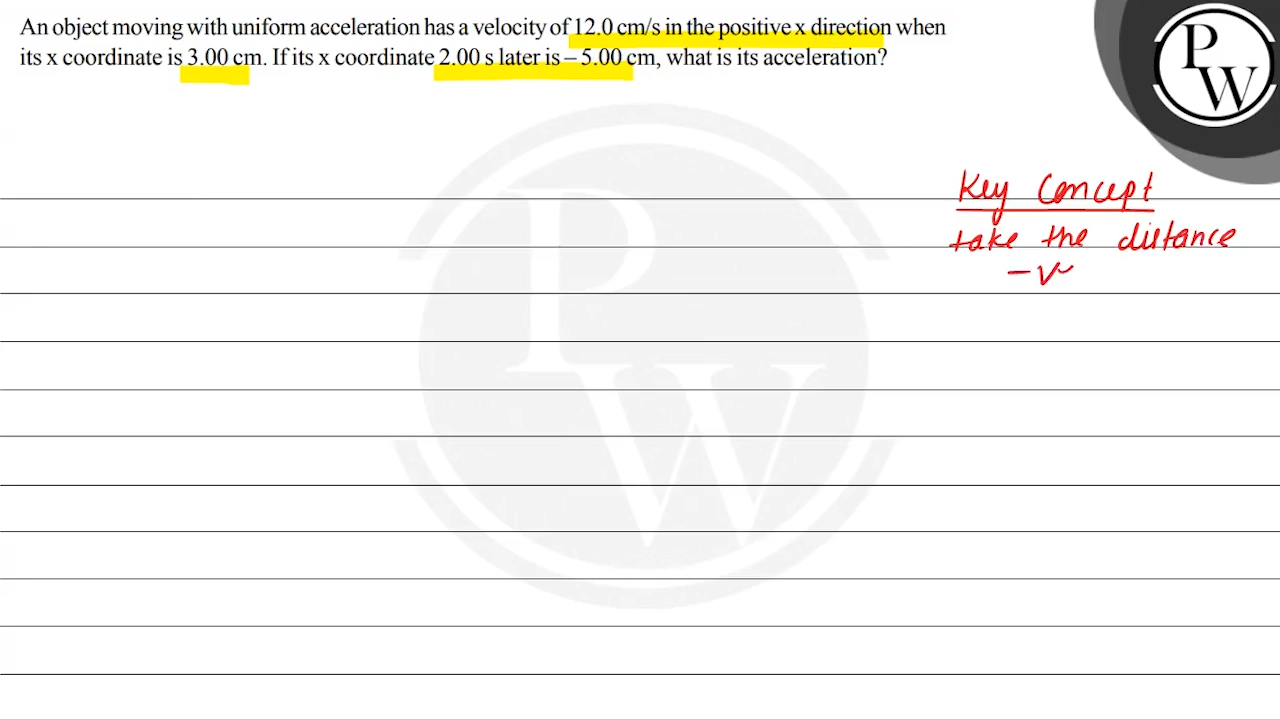 An object moving with uniform acceleration has a velocity of 12.0 cm/s in the positive x direction when
its x coordinate is 3.00 cm. If its x coordinate 2.00 s later is – 5.00 cm, what is its acceleration?
P
W
Key Concept
take the distance
-ve
P
W